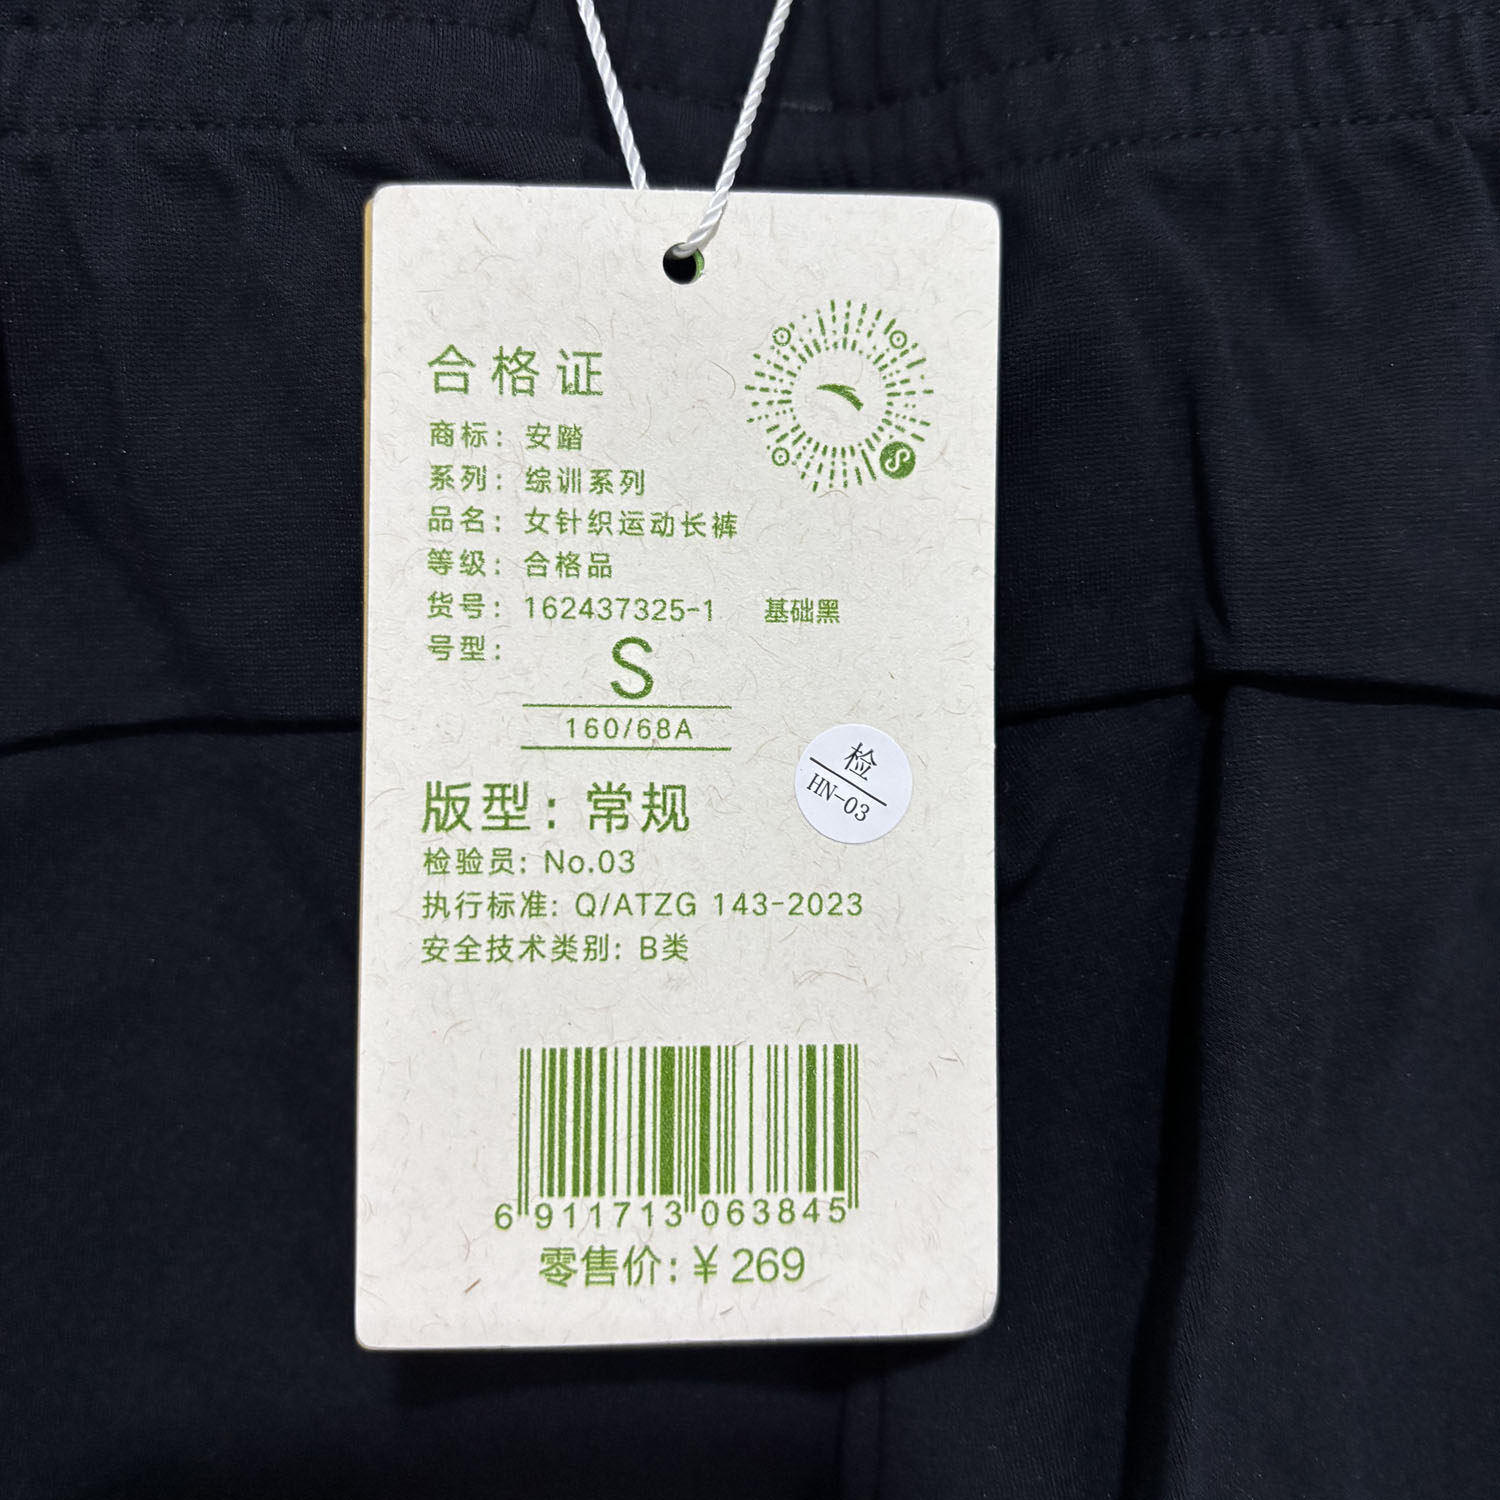 合格证
商标：安踏
系列：综训系列
品名：女针织运动长裤
等级：合格品
货号：162437325-1 基础黑
号型：S
160/68A
检
HN-03
版型：常规
检验员：No.03
执行标准：Q/ATZG 143-2023
安全技术类别：B类
6 911713 063845
零售价：¥ 269